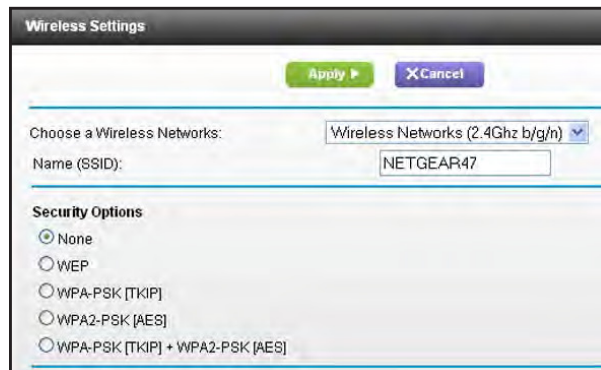 Wireless Settings
Apply
X Cancel
Choose a Wireless Networks: Wireless Networks (2.4Ghz b/g/n)
Name (SSID): NETGEAR47
Security Options
None
WEP
WPA-PSK [TKIP]
WPA2-PSK [AES]
WPA-PSK [TKIP] + WPA2-PSK [AES]